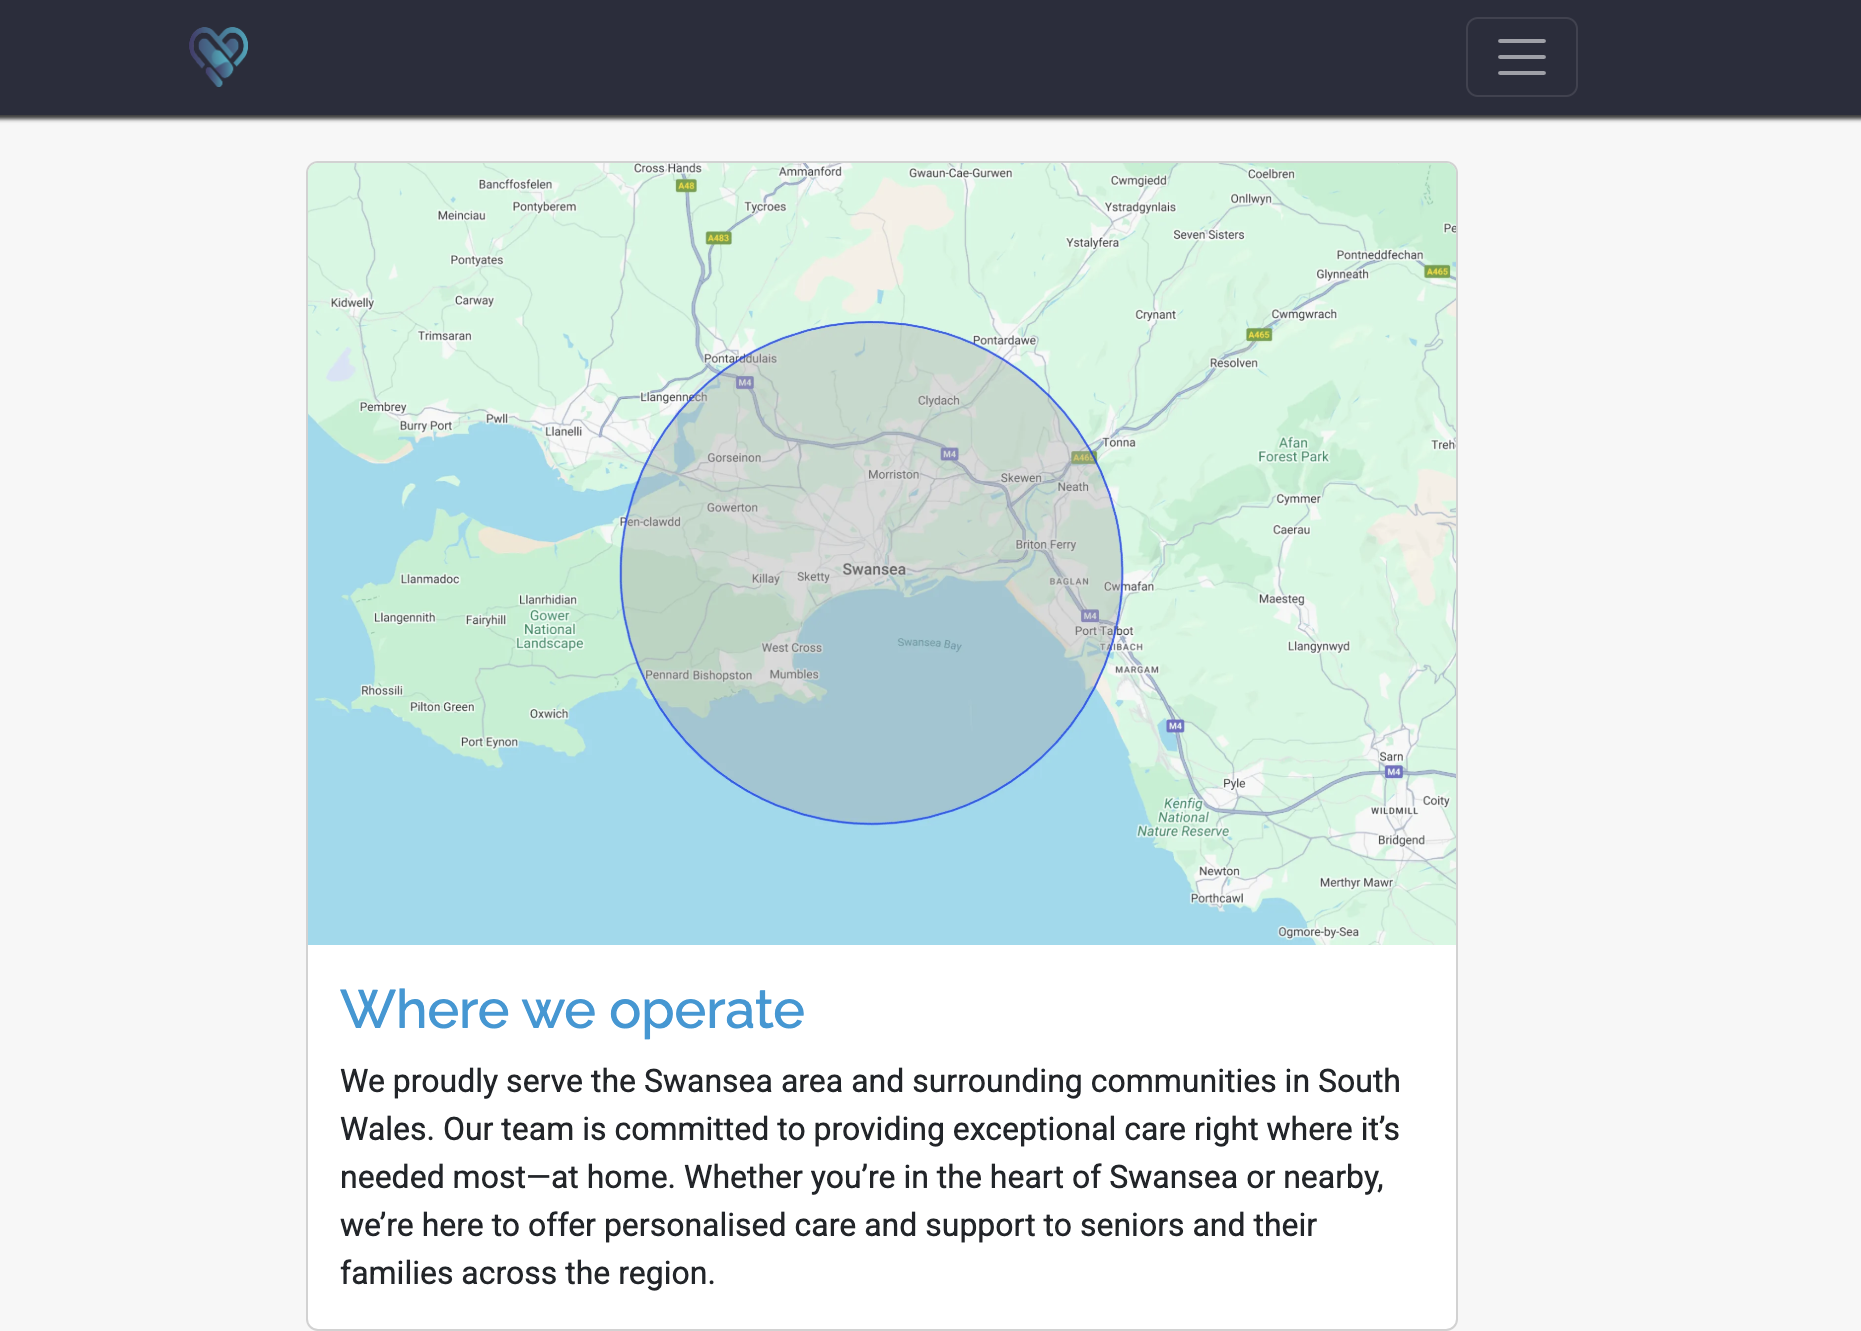 Cross Hands
Ammanford
Gwaun-Cae-Gurwen
Coelbren
Bancffosfelen
A48
Cwmgiedd
Onllwyn
Meinciau
Pontyberem
Tycroes
Ystradgynlais
Pe
A483
Ystalyfera
Seven Sisters
Pontyates
Pontneddfechan
Glynneath
A465
Kidwelly
Carway
Crynant
Cwmgwrach
Trimsaran
Pontardawe
A465
Pontarddulais
Resolven
M4
Llangennech
Clydach
Pembrey
Burry Port
Pwll
Llanelli
Tonna
Afan
Forest Park
Treh
Gorseinon
M4
A465
Morriston
Skewen
Neath
Cymmer
Gowerton
Pen-clawdd
Caerau
Briton Ferry
Llanmadoc
Killay
Sketty
Swansea
BAGLAN
Cwmafan
Llanrhidian
Maesteg
Llangennith
Fairyhill
Gower
National
Landscape
M4
Port Talbot
TAIBACH
West Cross
Swansea Bay
Llangynwyd
MARGAM
Pennard
Bishopston
Mumbles
Rhossili
Pilton Green
Oxwich
M4
Port Eynon
Sarn
M4
Pyle
Coity
Kenfig
National
Nature Reserve
WILDMILL
Bridgend
Newton
Merthyr Mawr
Porthcawl
Ogmore-by-Sea
Where we operate
We proudly serve the Swansea area and surrounding communities in South
Wales. Our team is committed to providing exceptional care right where it’s
needed most—at home. Whether you’re in the heart of Swansea or nearby,
we’re here to offer personalised care and support to seniors and their
families across the region.